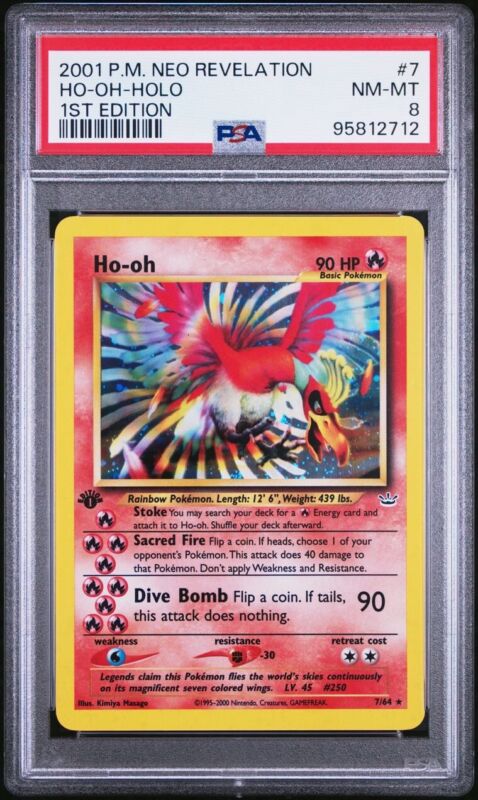 2001 P.M. NEO REVELATION #7
HO-OH-HOLO NM-MT
1ST EDITION 8
PSA 95812712
Ho-oh 90 HP
Basic Pokémon
Rainbow Pokémon. Length: 12' 6", Weight: 439 lbs.
Stoke You may search your deck for a Energy card and
attach it to Ho-oh. Shuffle your deck afterward.
Sacred Fire Flip a coin. If heads, choose 1 of your
opponent's Pokémon. This attack does 40 damage to
that Pokémon. Don't apply Weakness and Resistance.
Dive Bomb Flip a coin. If tails,
this attack does nothing. 90
weakness resistance retreat cost
-30
Legends claim this Pokémon flies the world's skies continuously
on its magnificent seven colored wings. LV. 45 #250
Illus. Kimiya Masago ©1995-2000 Nintendo, Creatures, GAMEFREAK. 7/64 ★
PSA